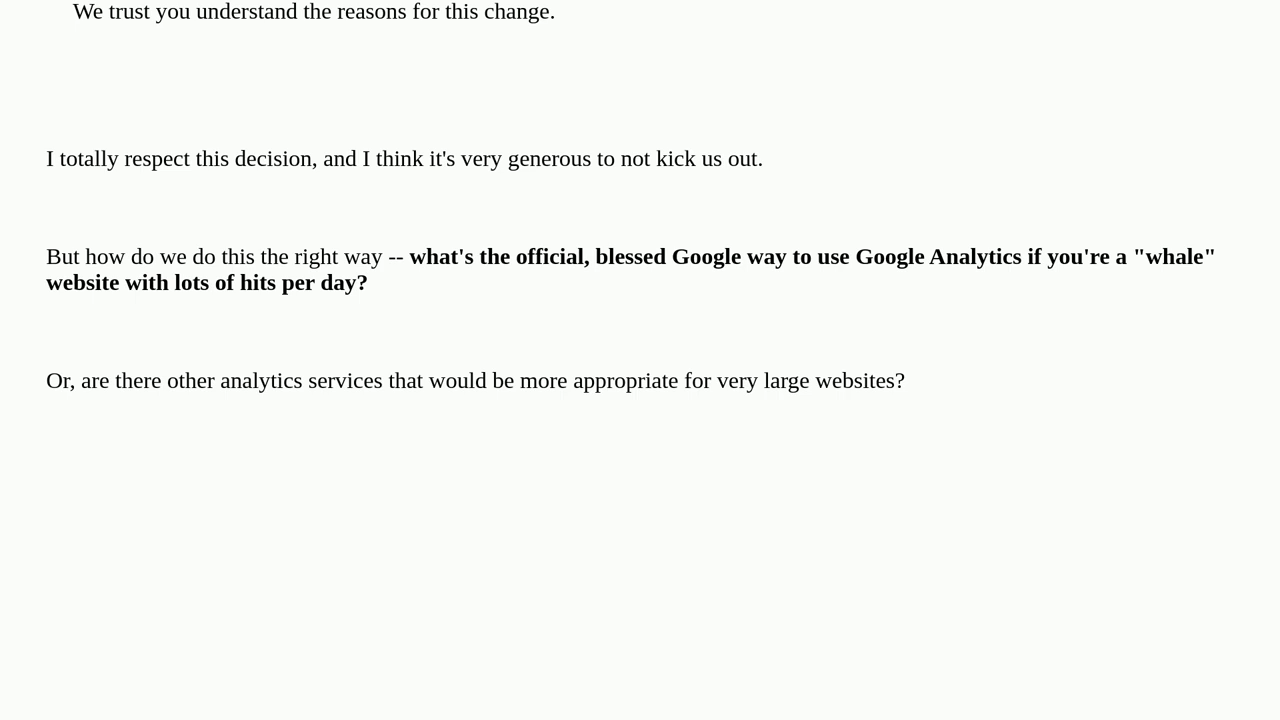 We trust you understand the reasons for this change.
I totally respect this decision, and I think it's very generous to not kick us out.
But how do we do this the right way -- what's the official, blessed Google way to use Google Analytics if you're a "whale"
website with lots of hits per day?
Or, are there other analytics services that would be more appropriate for very large websites?